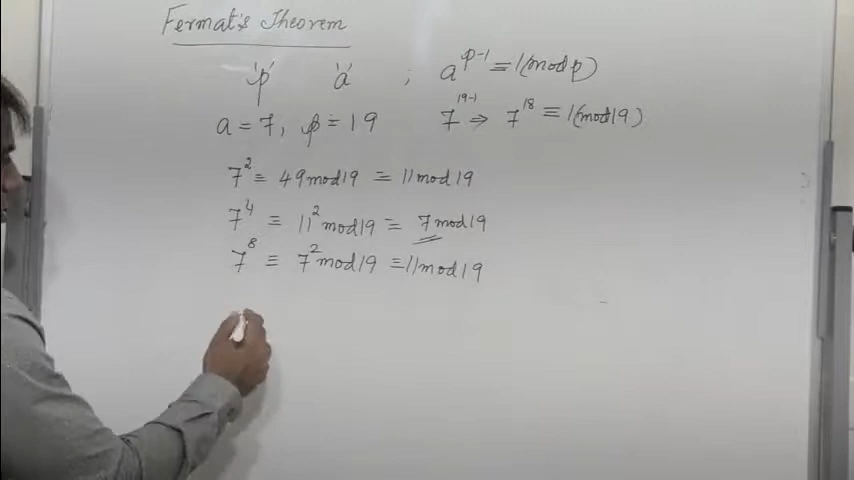 Fermat's Theorem
'p' 'a' ; a^{p-1} ≡ 1(mod p)
a = 7, p = 19 7^{19-1} ⇒ 7^{18} ≡ 1(mod 19)
7^2 ≡ 49 mod 19 ≡ 11 mod 19
7^4 ≡ 11^2 mod 19 ≡ 7 mod 19
7^8 ≡ 7^2 mod 19 ≡ 11 mod 19